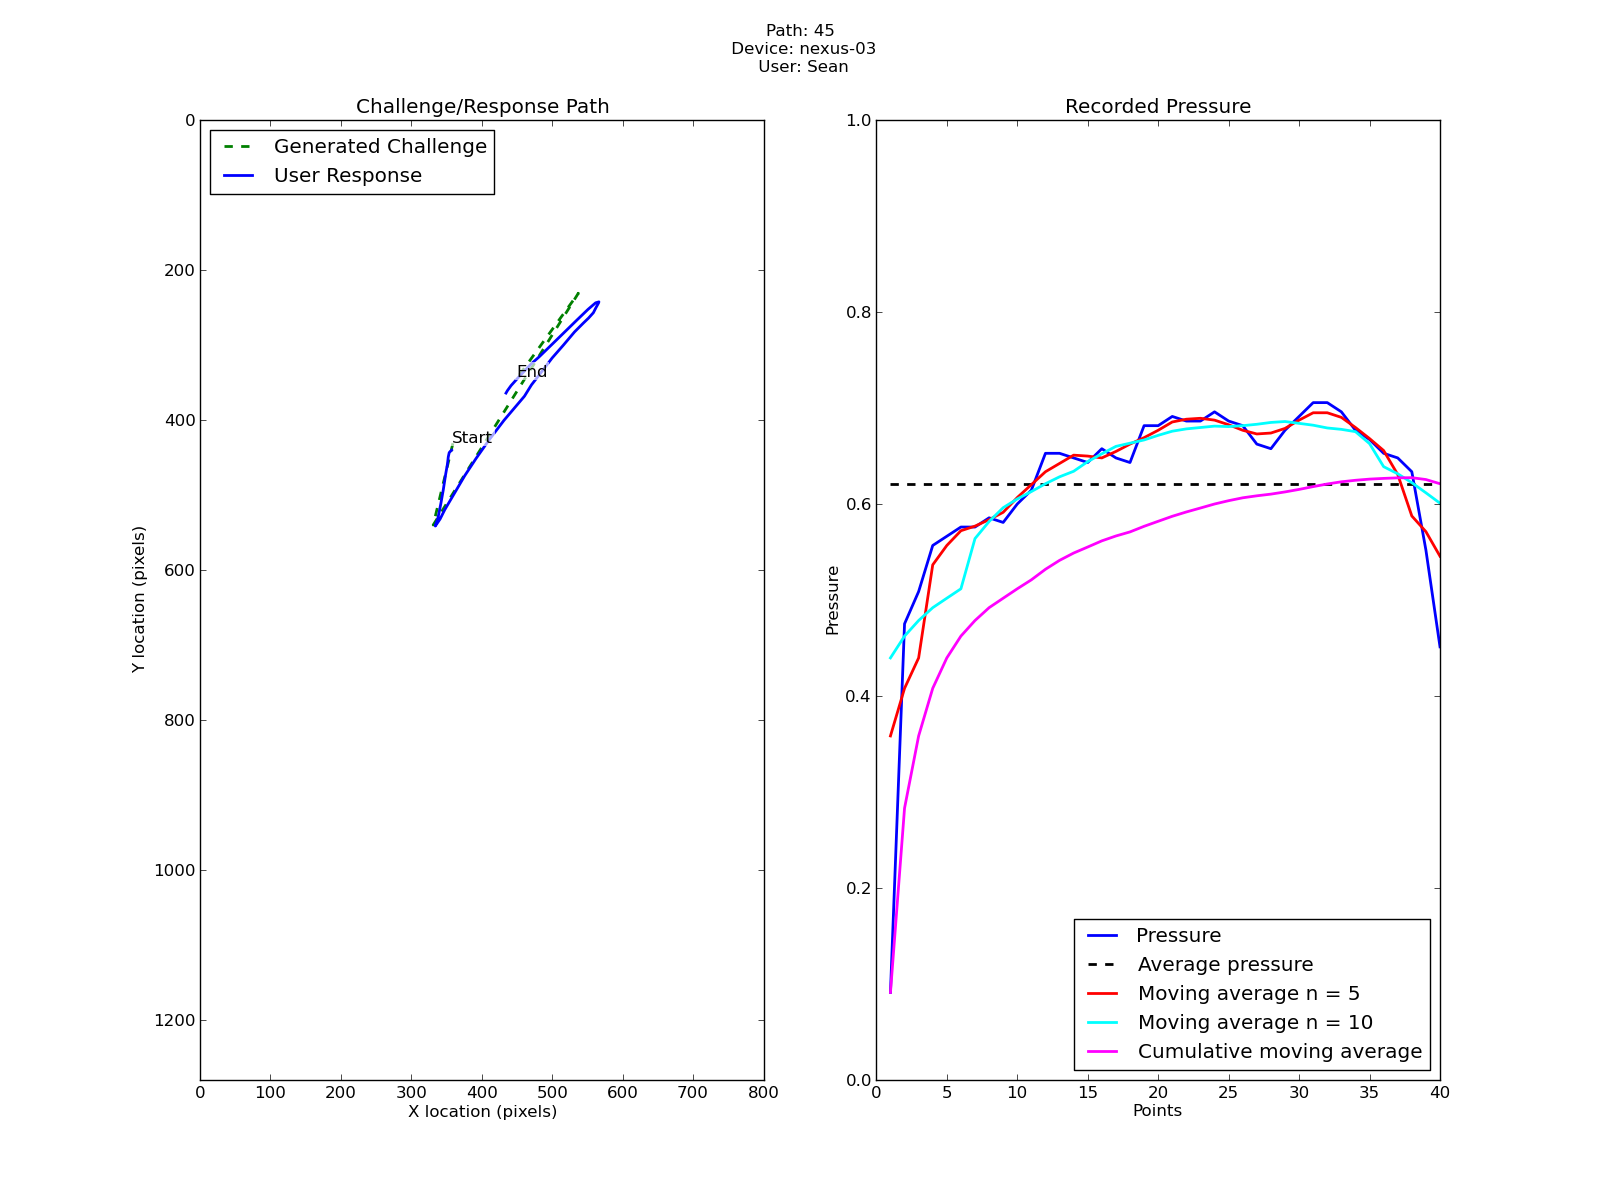 Path: 45
Device: nexus-03
User: Sean
Challenge/Response Path
Generated Challenge
User Response
0
200
400
600
800
1000
1200
Y location (pixels)
Start
End
0 100 200 300 400 500 600 700 800
X location (pixels)
Recorded Pressure
1.0
0.8
0.6
0.4
0.2
0.0
Pressure
Pressure
Average pressure
Moving average n = 5
Moving average n = 10
Cumulative moving average
0 5 10 15 20 25 30 35 40
Points